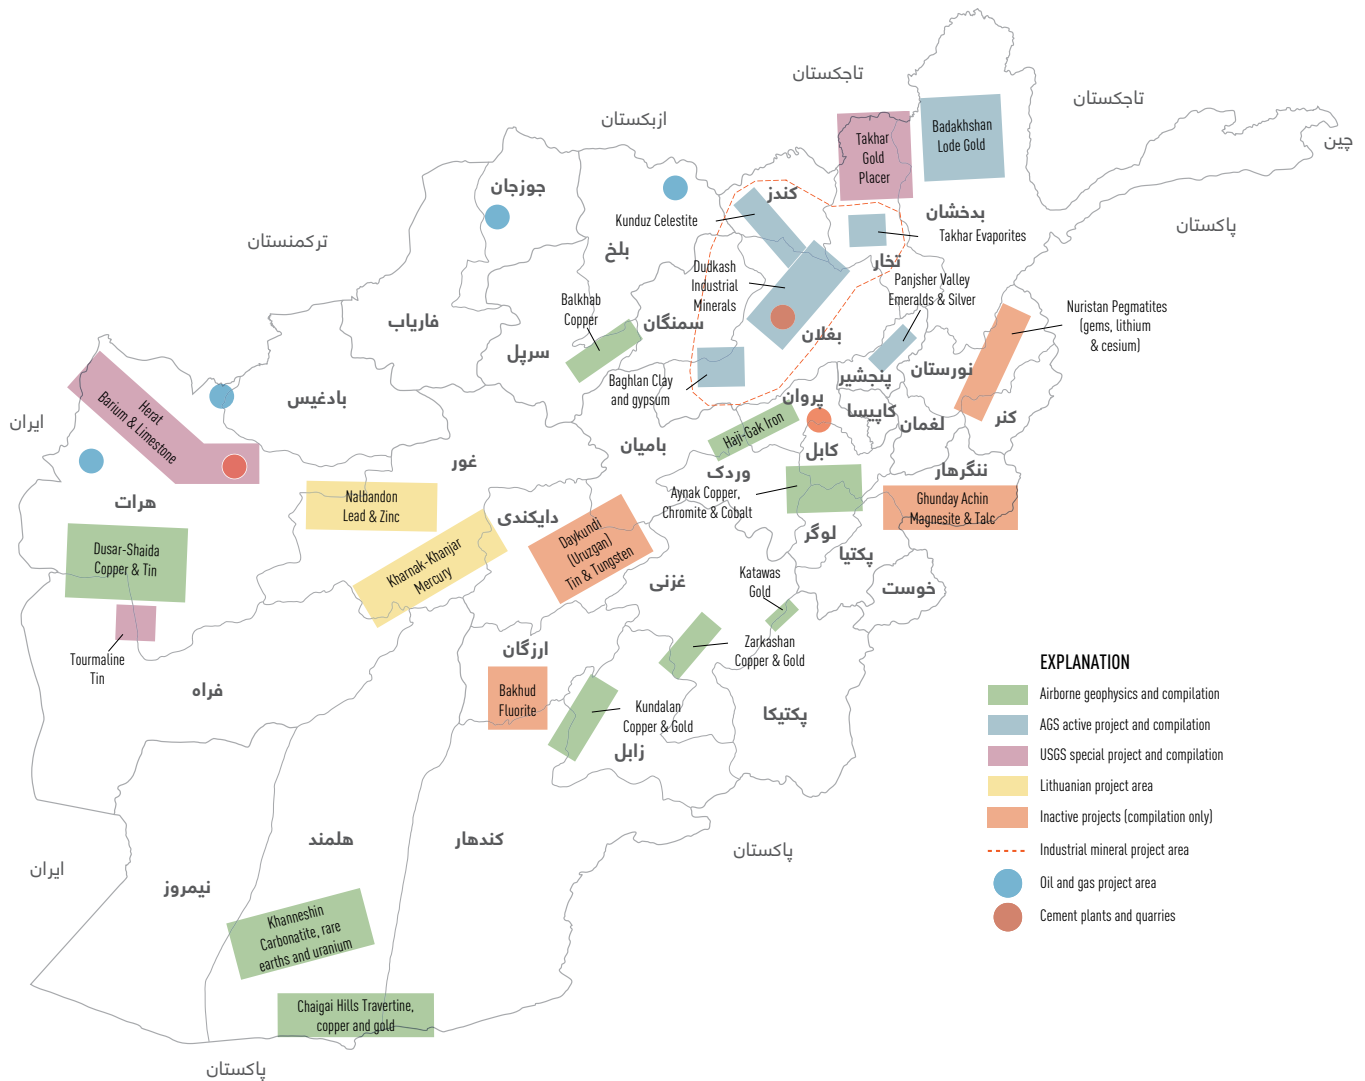 تاجکستان
تاجکستان
ازبکستان
چین
ترکمنستان
پاکستان
ایران
ایران
پاکستان
پاکستان
جوزجان
کندز
بدخشان
بلخ
تخار
فاریاب
سمنگان
بغلان
سرپل
بادغیس
پنجشیر
نورستان
پروان
کاپیسا
لغمان
کنر
بامیان
کابل
غور
وردک
ننگرهار
هرات
دایکندی
لوگر
پکتیا
غزنی
خوست
ارزگان
فراه
پکتیکا
زابل
هلمند
کندهار
نیمروز
Takhar
Gold
Placer
Badakhshan
Lode Gold
Kunduz Celestite
Takhar Evaporites
Dudkash
Industrial
Minerals
Panjsher Valley
Emeralds & Silver
Balkhab
Copper
Nuristan Pegmatites
(gems, lithium
& cesium)
Baghlan Clay
and gypsum
Herat
Barium & Limestone
Haji-Gak Iron
Nalbandon
Lead & Zinc
Aynak Copper,
Chromite & Cobalt
Ghunday Achin
Magnesite & Talc
Dusar-Shaida
Copper & Tin
Kharnak-Khanjar
Mercury
Daykundi
(Uruzgan)
Tin & Tungsten
Katawas
Gold
Tourmaline
Tin
Zarkashan
Copper & Gold
Bakhud
Fluorite
Kundalan
Copper & Gold
Khanneshin
Carbonatite, rare
earths and uranium
Chaigai Hills Travertine,
copper and gold
EXPLANATION
Airborne geophysics and compilation
AGS active project and compilation
USGS special project and compilation
Lithuanian project area
Inactive projects (compilation only)
Industrial mineral project area
Oil and gas project area
Cement plants and quarries